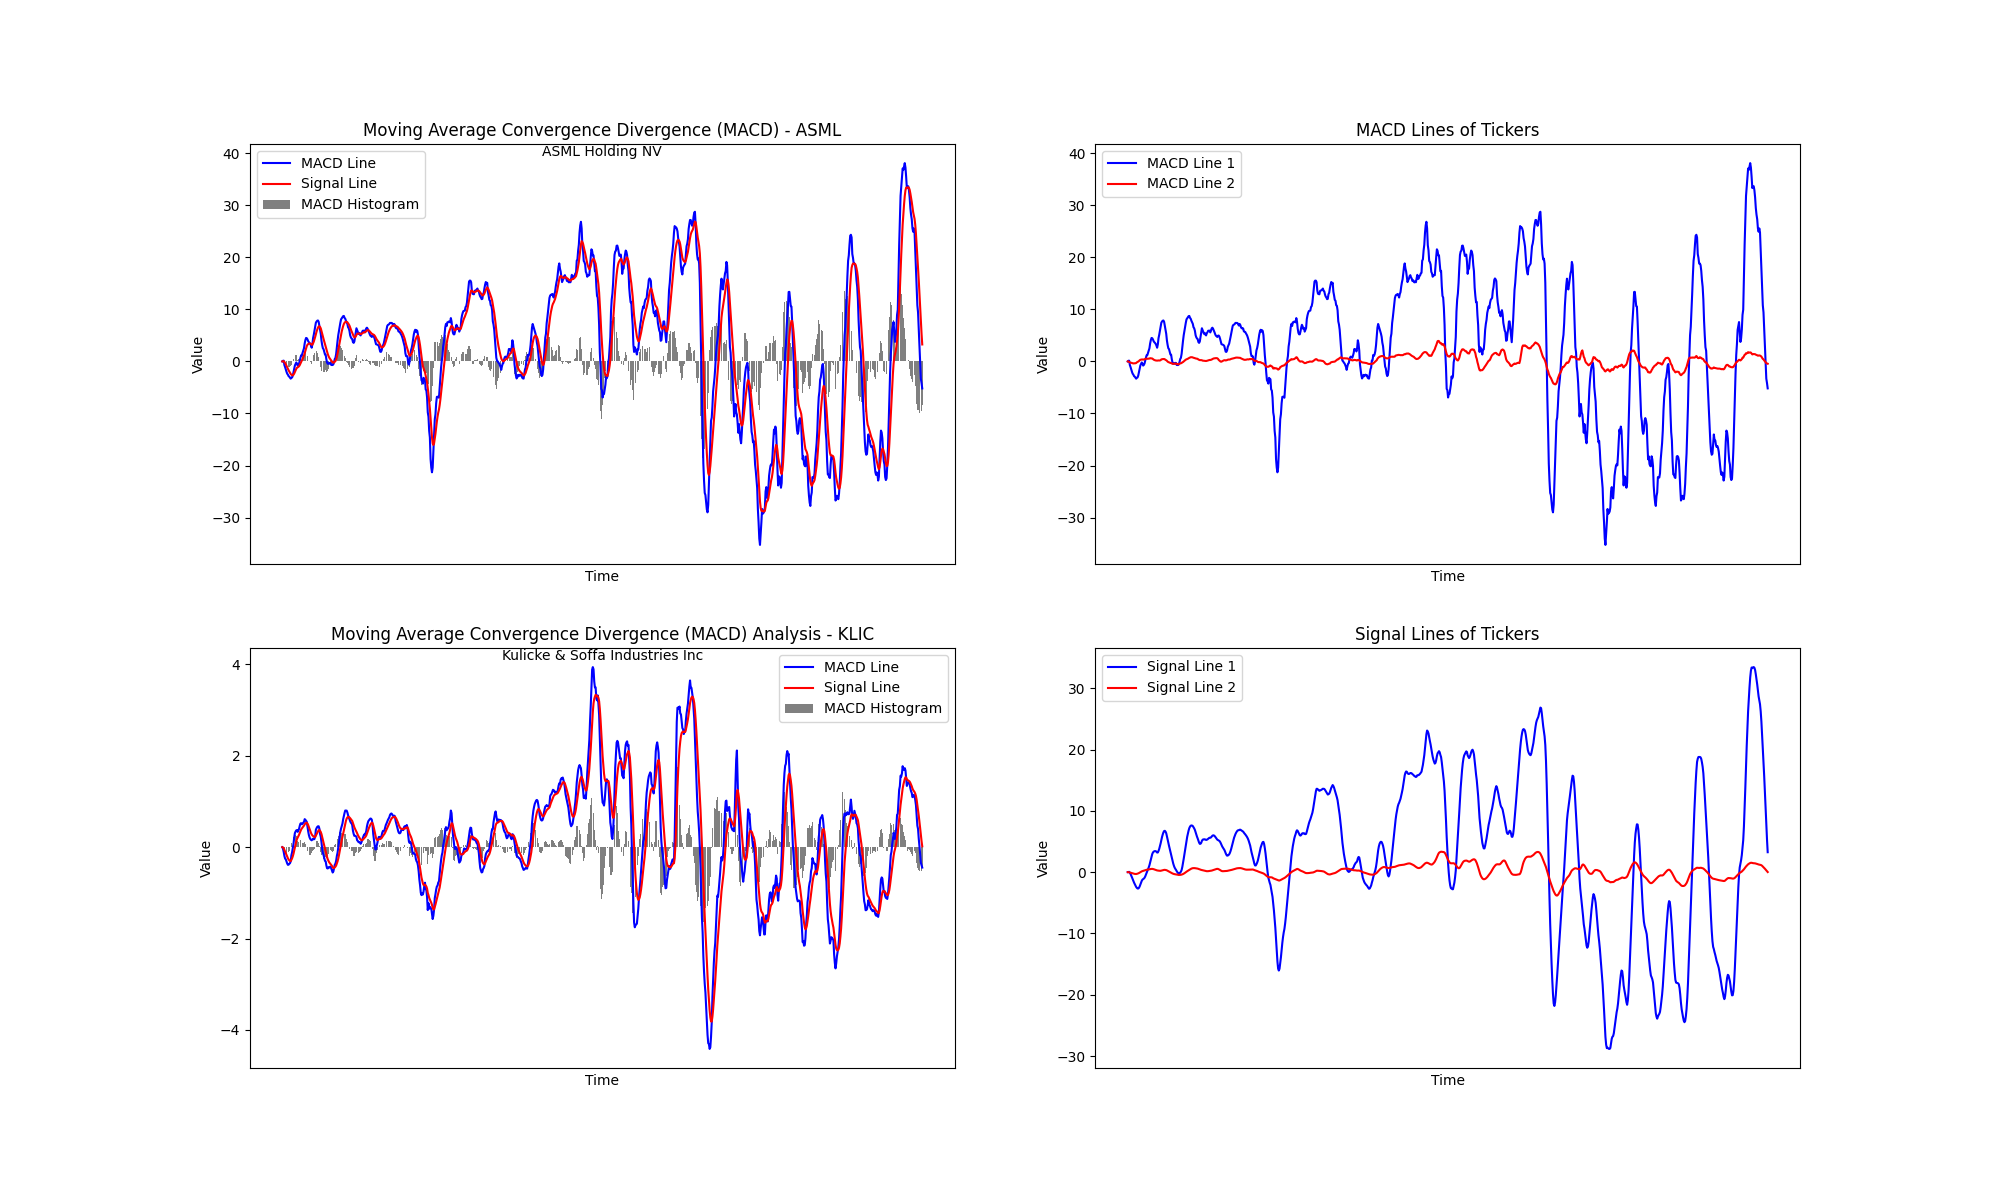 Moving Average Convergence Divergence (MACD) - ASML
ASML Holding NV
MACD Line
Signal Line
MACD Histogram
40
30
20
10
0
−10
−20
−30
Value
Time
MACD Lines of Tickers
MACD Line 1
MACD Line 2
40
30
20
10
0
−10
−20
−30
Value
Time
Moving Average Convergence Divergence (MACD) Analysis - KLIC
Kulicke & Soffa Industries Inc
MACD Line
Signal Line
MACD Histogram
4
2
0
−2
−4
Value
Time
Signal Lines of Tickers
Signal Line 1
Signal Line 2
30
20
10
0
−10
−20
−30
Value
Time